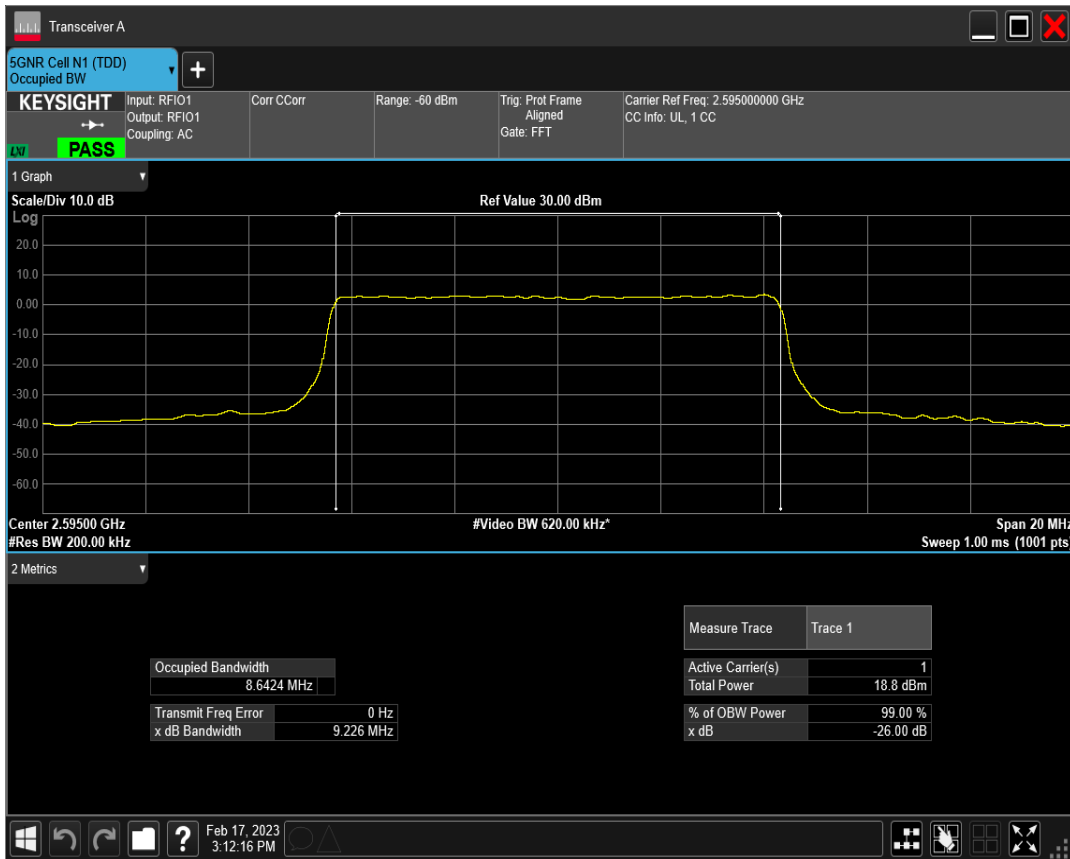 Transceiver A
5GNR Cell N1 (TDD)
Occupied BW
+
KEYSIGHT
LXI
PASS
Input: RFIO1
Output: RFIO1
Coupling: AC
Corr CCorr
Range: -60 dBm
Trig: Prot Frame
Aligned
Gate: FFT
Carrier Ref Freq: 2.595000000 GHz
CC Info: UL, 1 CC
1 Graph
Scale/Div 10.0 dB
Ref Value 30.00 dBm
Log
20.0
10.0
0.00
-10.0
-20.0
-30.0
-40.0
-50.0
-60.0
Center 2.59500 GHz
#Video BW 620.00 kHz*
Span 20 MHz
#Res BW 200.00 kHz
Sweep 1.00 ms (1001 pts)
2 Metrics
Measure Trace Trace 1
Occupied Bandwidth
8.6424 MHz
Active Carrier(s) 1
Total Power 18.8 dBm
Transmit Freq Error 0 Hz
x dB Bandwidth 9.226 MHz
% of OBW Power 99.00 %
x dB -26.00 dB
?
Feb 17, 2023
3:12:16 PM